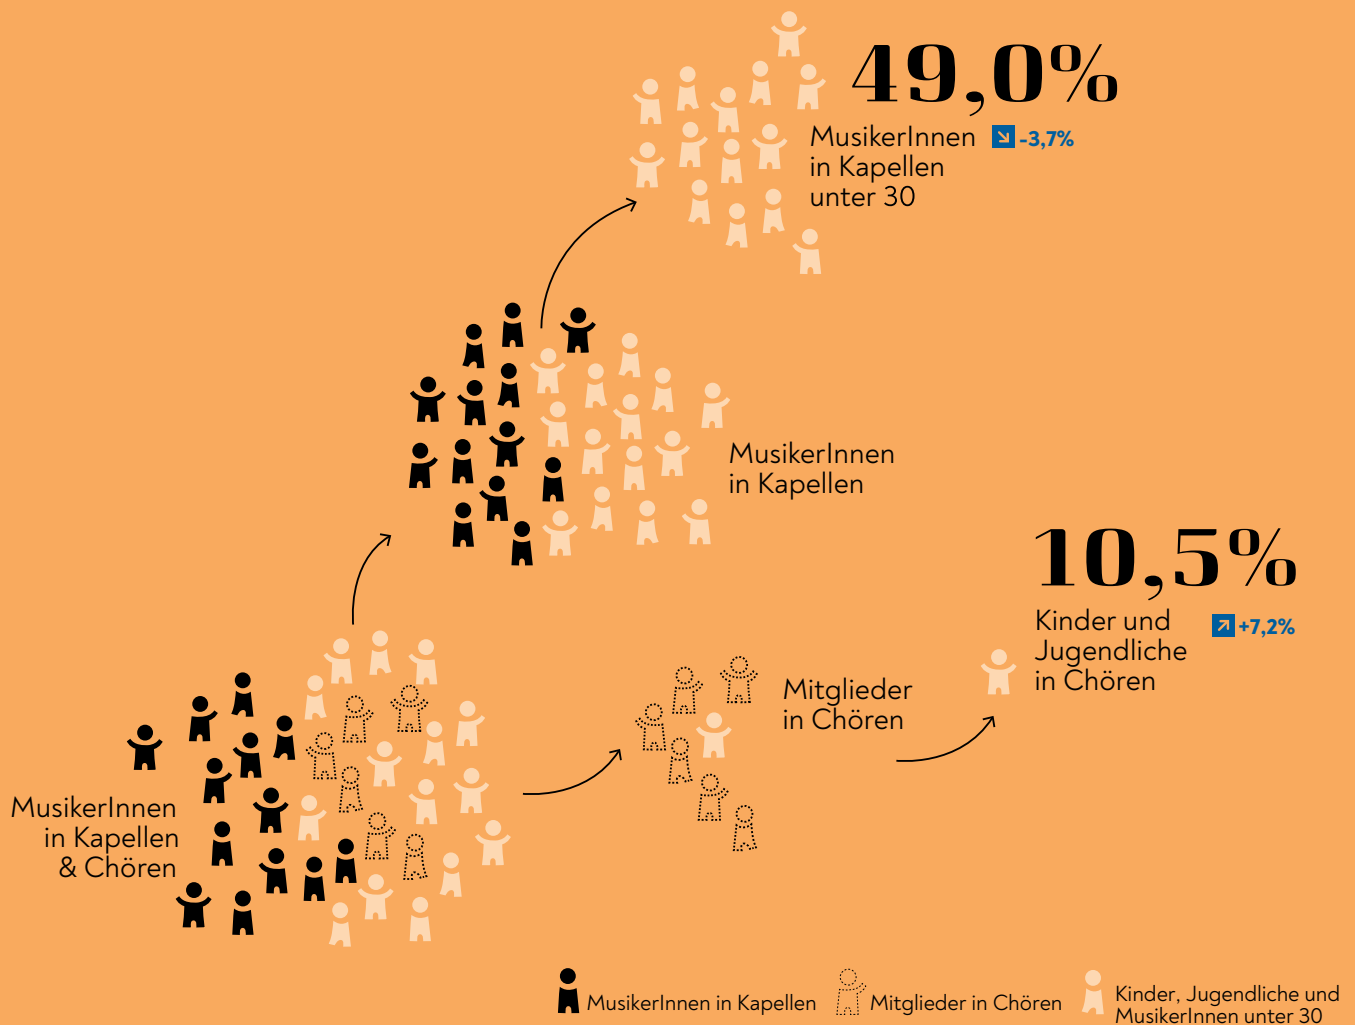 49,0%
MusikerInnen
in Kapellen
unter 30
-3,7%
MusikerInnen
in Kapellen
10,5%
Kinder und
Jugendliche
in Chören
+7,2%
Mitglieder
in Chören
MusikerInnen
in Kapellen
& Chören
MusikerInnen in Kapellen
Mitglieder in Chören
Kinder, Jugendliche und
MusikerInnen unter 30